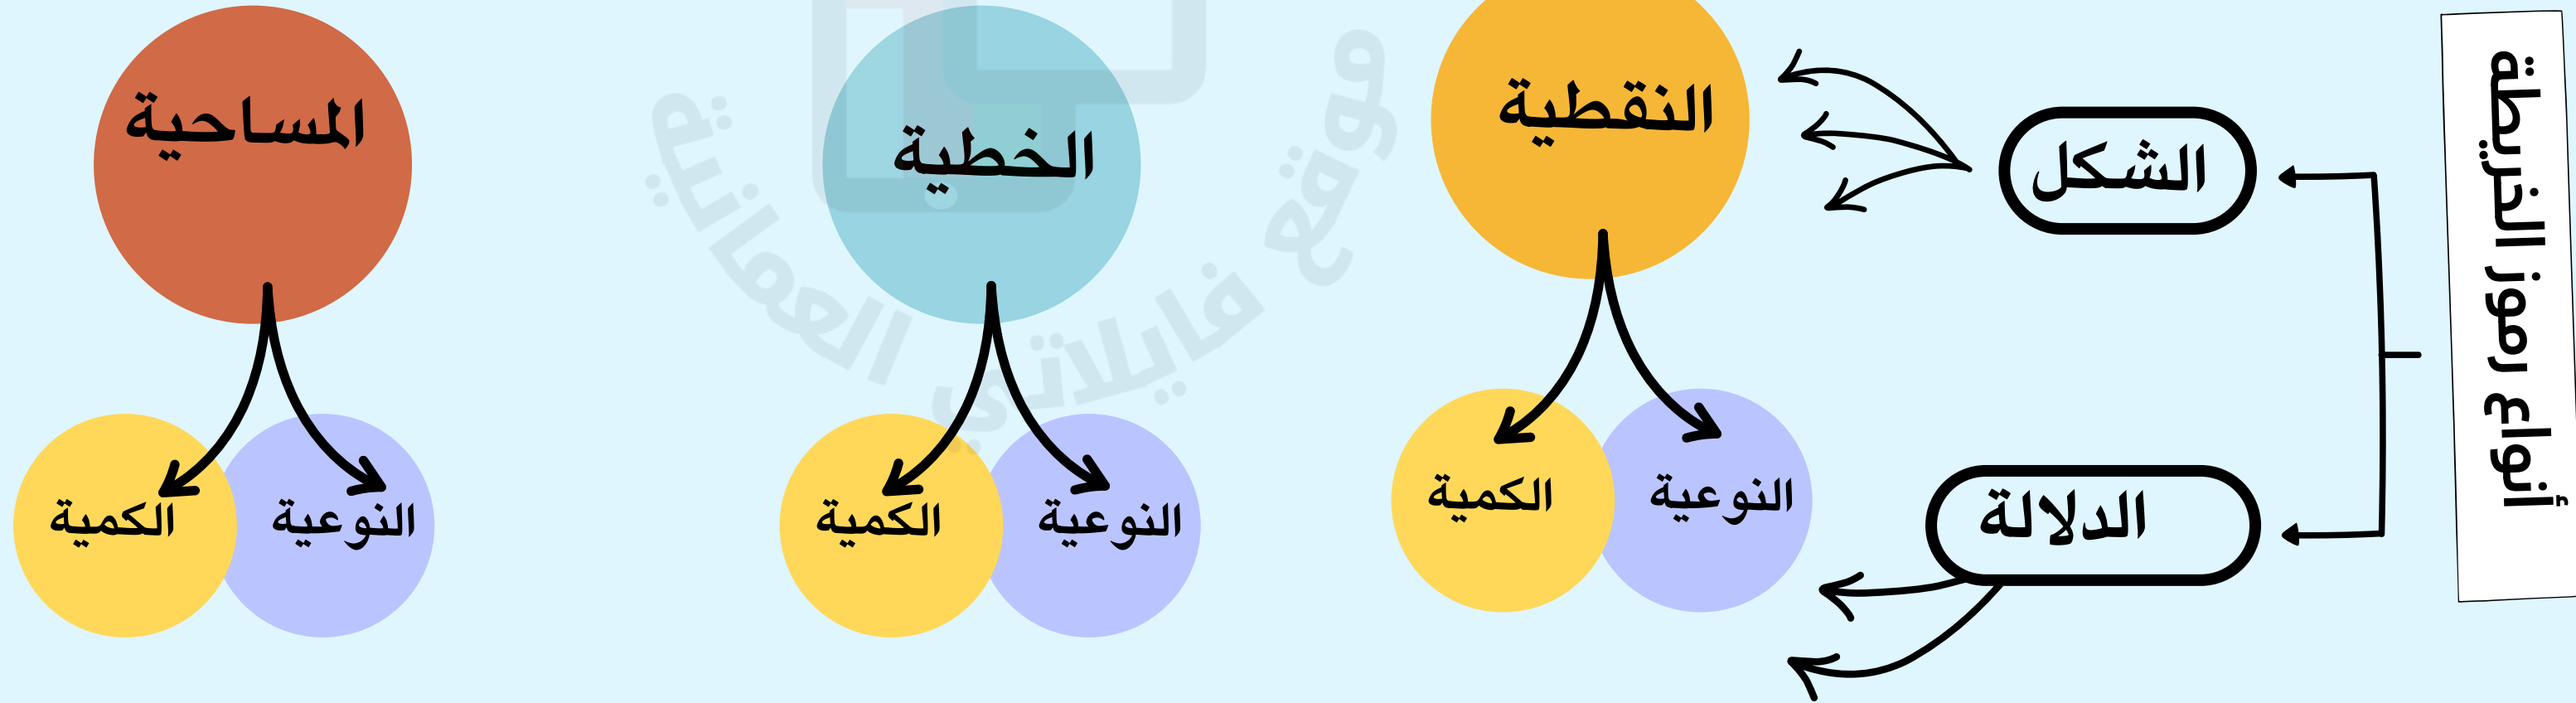 أنواع رموز الخريطة
الشكل
الدلالة
النقطية
النوعية
الكمية
الخطية
النوعية
الكمية
المساحية
النوعية
الكمية
موقع فايلاتي العمانية